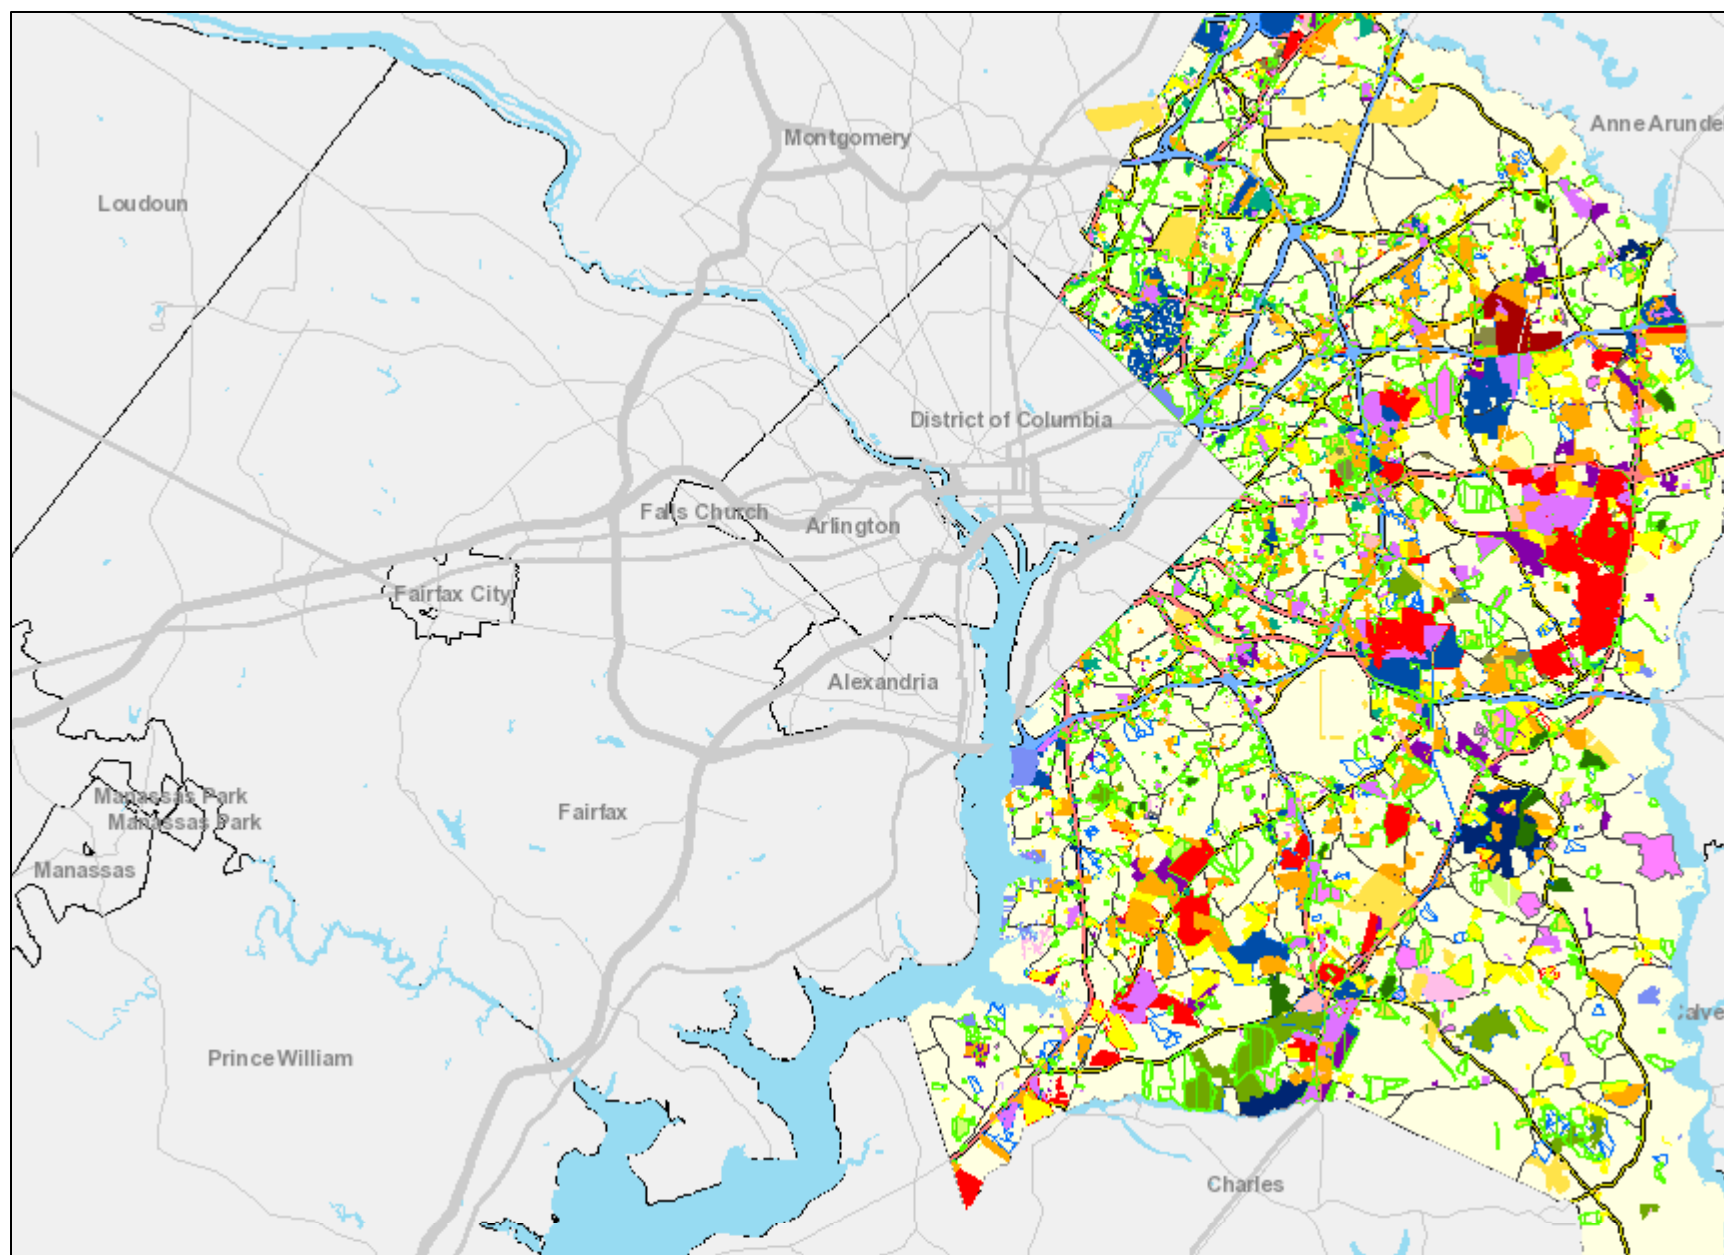 Montgomery
Anne Arundel
Loudoun
District of Columbia
Falls Church
Arlington
Fairfax City
Alexandria
Manassas Park
Fairfax
Manassas Park
Manassas
Prince William
Charles